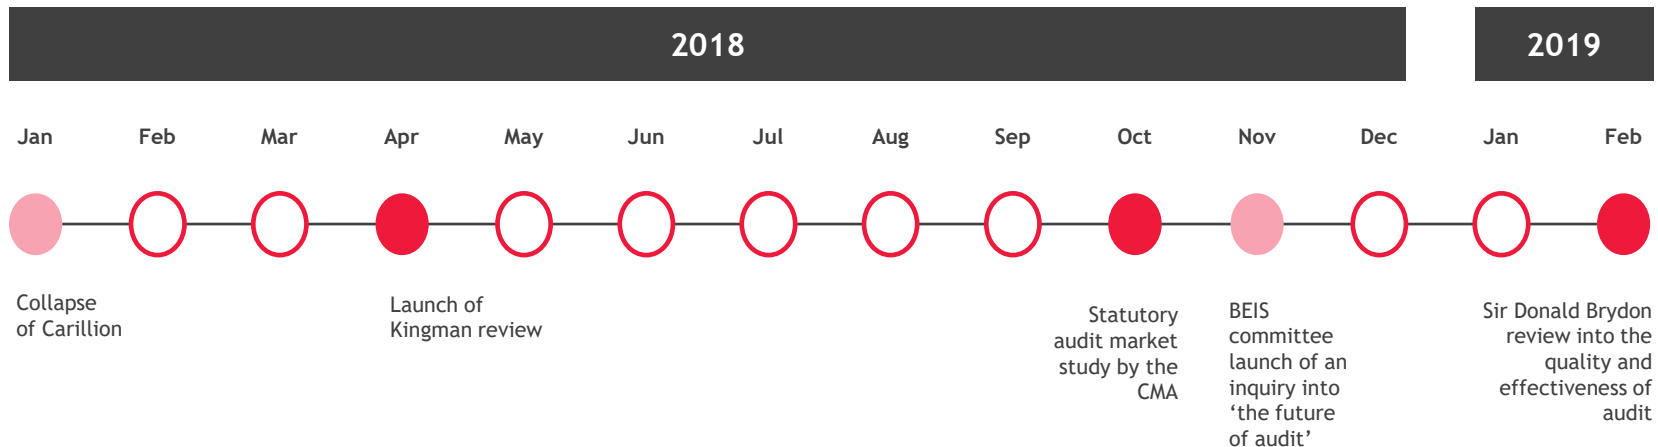 2018
2019
Jan
Feb
Mar
Apr
May
Jun
Jul
Aug
Sep
Oct
Nov
Dec
Jan
Feb
Collapse
of Carillion
Launch of
Kingman review
Statutory
audit market
study by the
CMA
BEIS
committee
launch of an
inquiry into
‘the future
of audit’
Sir Donald Brydon
review into the
quality and
effectiveness of
audit